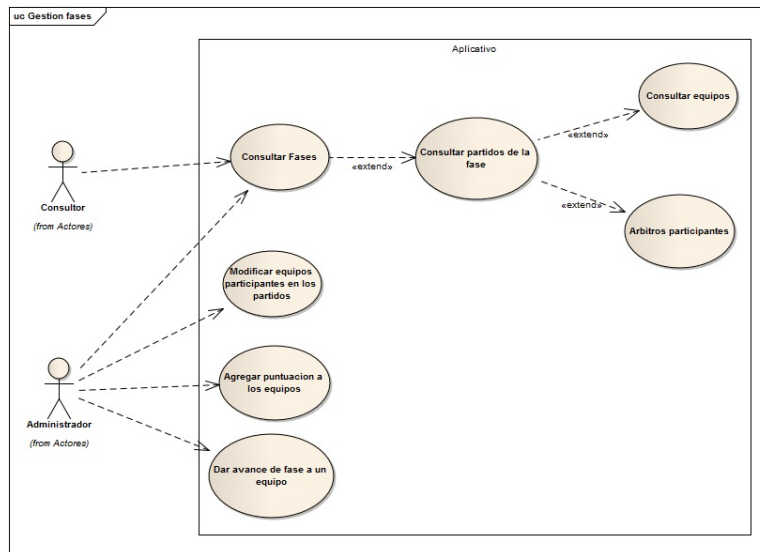 uc Gestion fases
Aplicativo
Consultar equipos
«extend»
Consultar Fases
«extend»
Consultar partidos de la
fase
Consultor
(from Actores)
«extend»
Arbitros participantes
Modificar equipos
participantes en los
partidos
Agregar puntuacion a
los equipos
Administrador
(from Actores)
Dar avance de fase a un
equipo